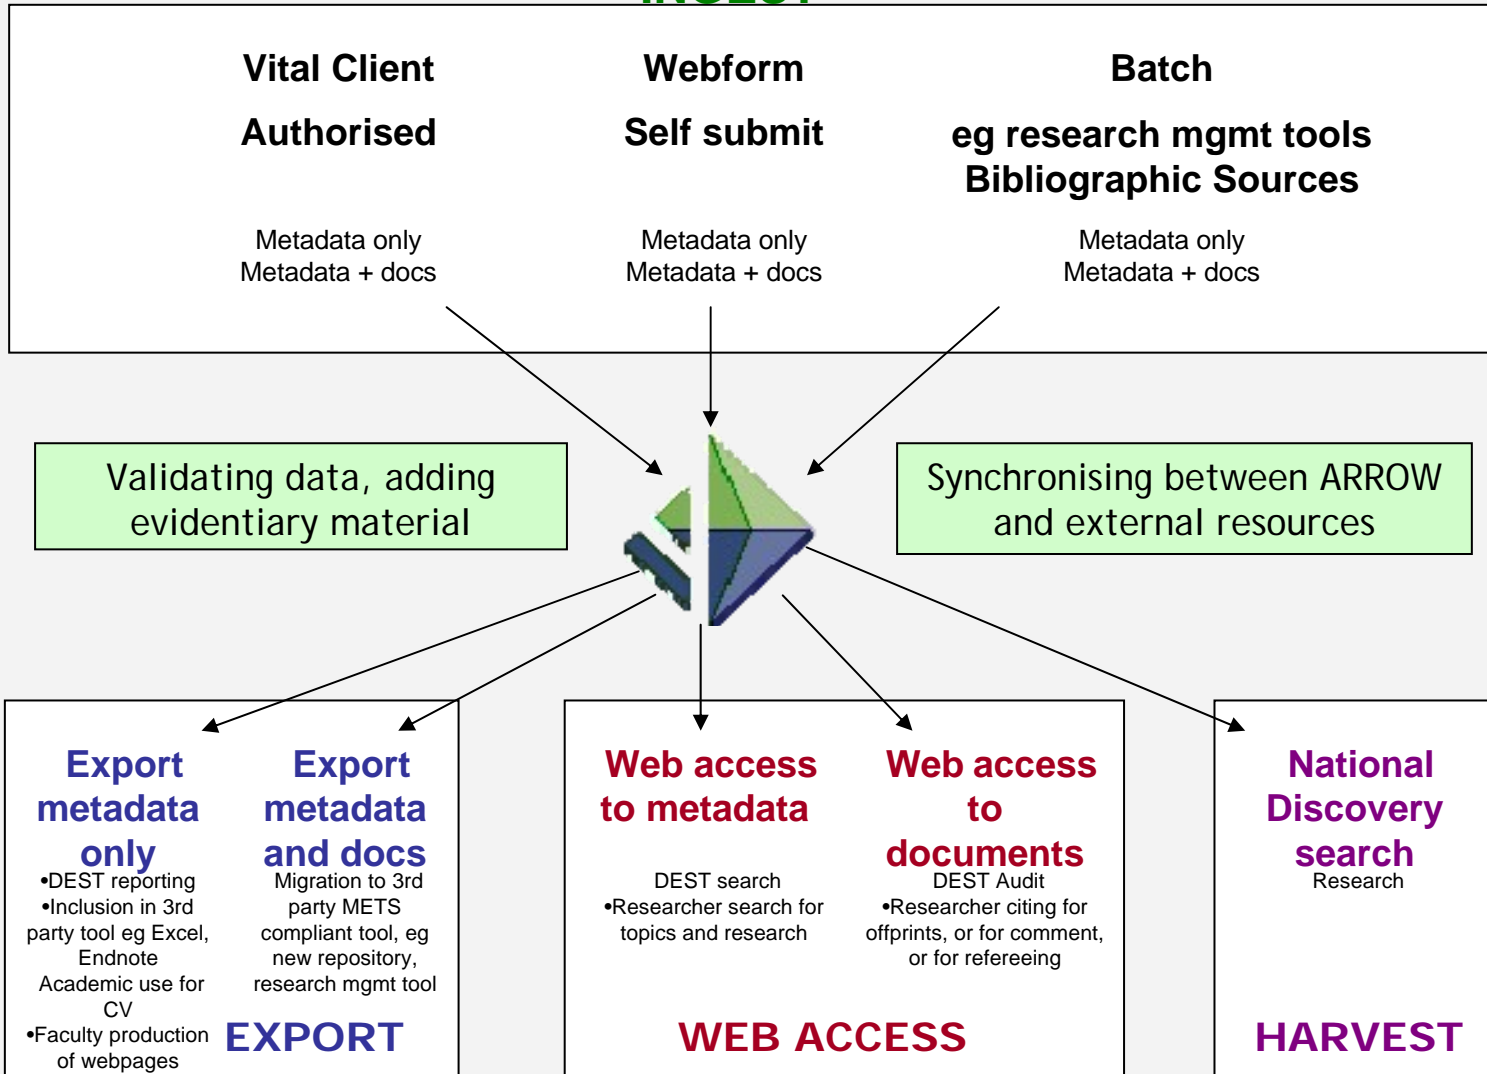 INGEST
Vital Client
Authorised
Metadata only
Metadata + docs
Webform
Self submit
Metadata only
Metadata + docs
Batch
eg research mgmt tools
Bibliographic Sources
Metadata only
Metadata + docs
Validating data, adding
evidentiary material
Synchronising between ARROW
and external resources
Export
metadata
only
•DEST reporting
•Inclusion in 3rd
party tool eg Excel,
Endnote
Academic use for
CV
•Faculty production
of webpages
Export
metadata
and docs
Migration to 3rd
party METS
compliant tool, eg
new repository,
research mgmt tool
EXPORT
Web access
to metadata
DEST search
•Researcher search for
topics and research
Web access
to
documents
DEST Audit
•Researcher citing for
offprints, or for comment,
or for refereeing
WEB ACCESS
National
Discovery
search
Research
HARVEST